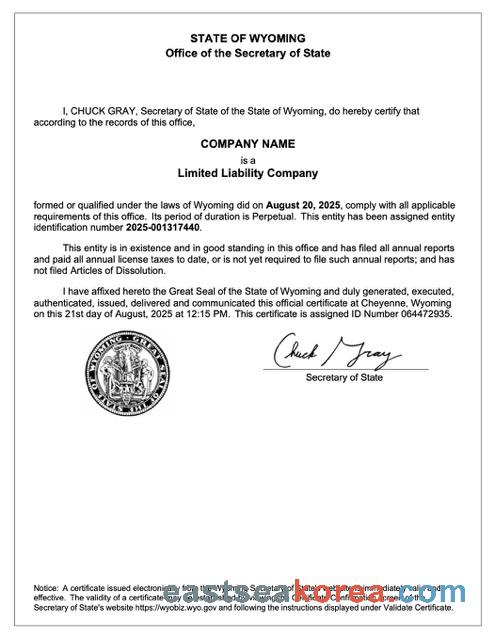 STATE OF WYOMING
Office of the Secretary of State
I, CHUCK GRAY, Secretary of State of the State of Wyoming, do hereby certify that
according to the records of this office,
COMPANY NAME
is a
Limited Liability Company
formed or qualified under the laws of Wyoming did on August 20, 2025, comply with all applicable
requirements of this office. Its period of duration is Perpetual. This entity has been assigned entity
identification number 2025-001317440.
This entity is in existence and in good standing in this office and has filed all annual reports
and paid all annual license taxes to date, or is not yet required to file such annual reports; and has
not filed Articles of Dissolution.
I have affixed hereto the Great Seal of the State of Wyoming and duly generated, executed,
authenticated, issued, delivered and communicated this official certificate at Cheyenne, Wyoming
on this 21st day of August, 2025 at 12:15 PM. This certificate is assigned ID Number 064472935.
GREAT SEAL OF THE STATE OF WYOMING
Chuck Gray
Secretary of State
Notice: A certificate issued electronically from the Wyoming Secretary of State's website is immediately valid and
effective. The validity of a certificate may be established by viewing the Certificate Confirmation screen of the
Secretary of State's website https://wyobiz.wyo.gov and following the instructions displayed under Validate Certificate.
eastseakorea.com